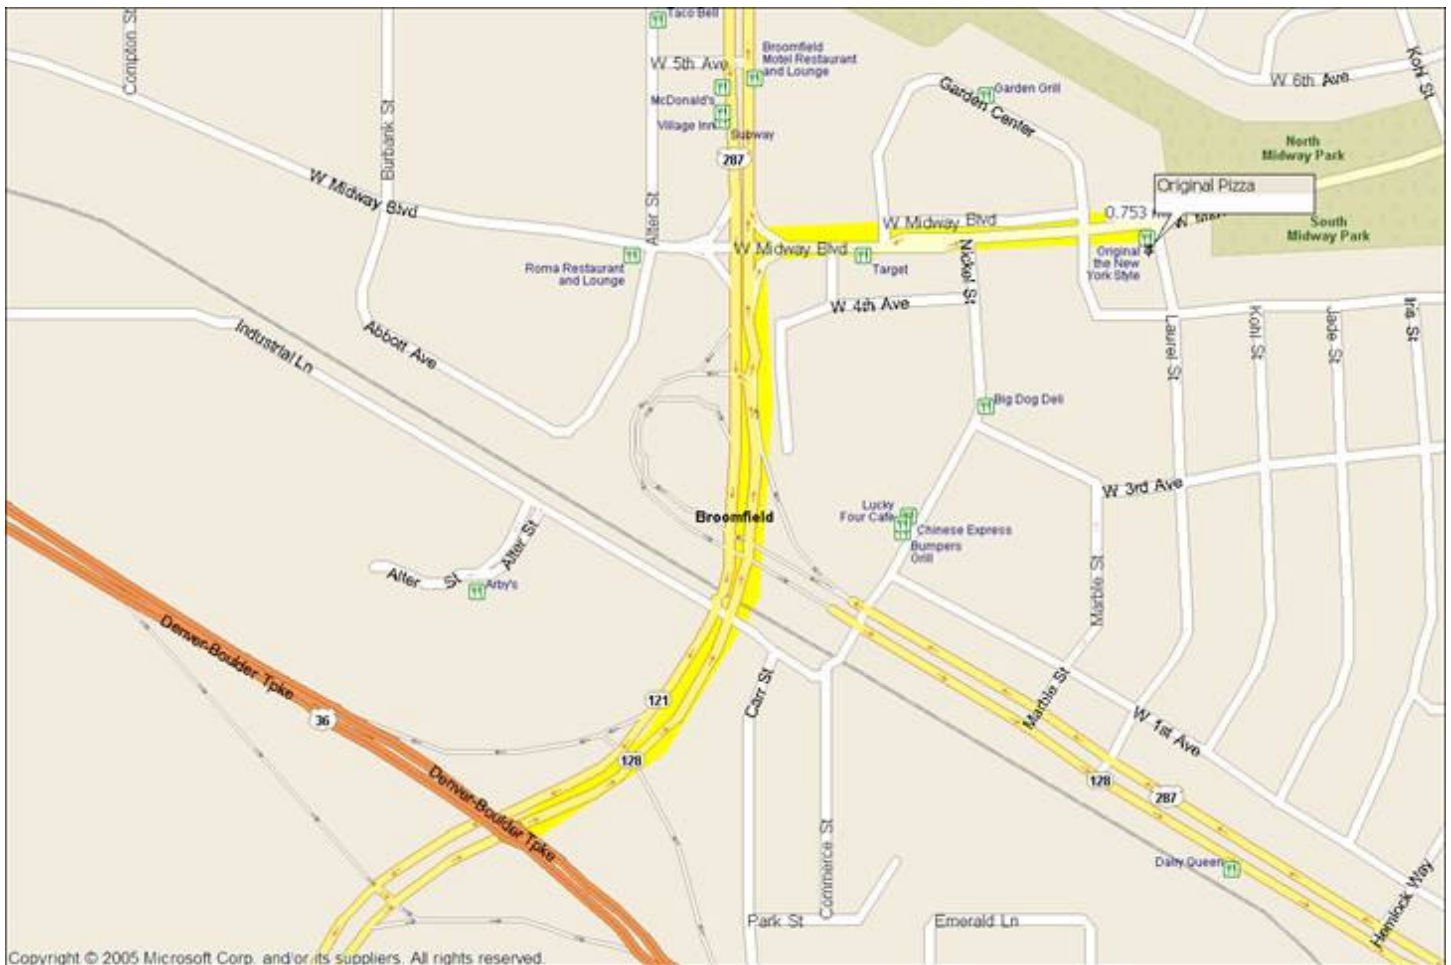 Compton St
Taco Bell
Broomfield
Motel Restaurant
and Lounge
W 5th Ave
Kohl St
W 6th Ave
Garden Grill
Garden Center
McDonald's
Village Inn
Subway
Burbank St
287
North
Midway Park
W Midway Blvd
Alter St
Original Pizza
0.753
W Midway Blvd
W Midway Blvd
South
Midway Park
Roma Restaurant
and Lounge
Target
Nickel St
Original
the New
York Style
W 4th Ave
Industrial Ln
Abbott Ave
Laurel St
Kohl St
Jade St
Iris St
Big Dog Deli
W 3rd Ave
Lucky
Four Cafe
Broomfield
Chinese Express
Bumpers
Grill
Alter St
Alter St
Arby's
Marble St
Denver-Boulder Tpke
36
121
Carr St
Marble St
W 1st Ave
128
Denver-Boulder Tpke
128
287
Commerce St
Dairy Queen
Park St
Emerald Ln
Hemlock Way
Copyright © 2005 Microsoft Corp. and/or its suppliers. All rights reserved.